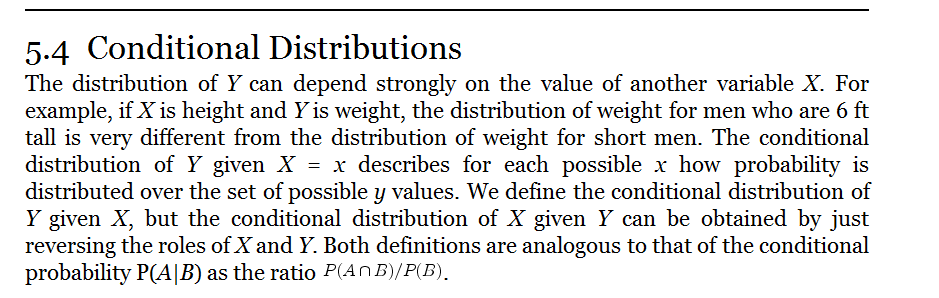 5.4 Conditional Distributions
The distribution of Y can depend strongly on the value of another variable X. For
example, if X is height and Y is weight, the distribution of weight for men who are 6 ft
tall is very different from the distribution of weight for short men. The conditional
distribution of Y given X = x describes for each possible x how probability is
distributed over the set of possible y values. We define the conditional distribution of
Y given X, but the conditional distribution of X given Y can be obtained by just
reversing the roles of X and Y. Both definitions are analogous to that of the conditional
probability P(A|B) as the ratio P(A∩B)/P(B).